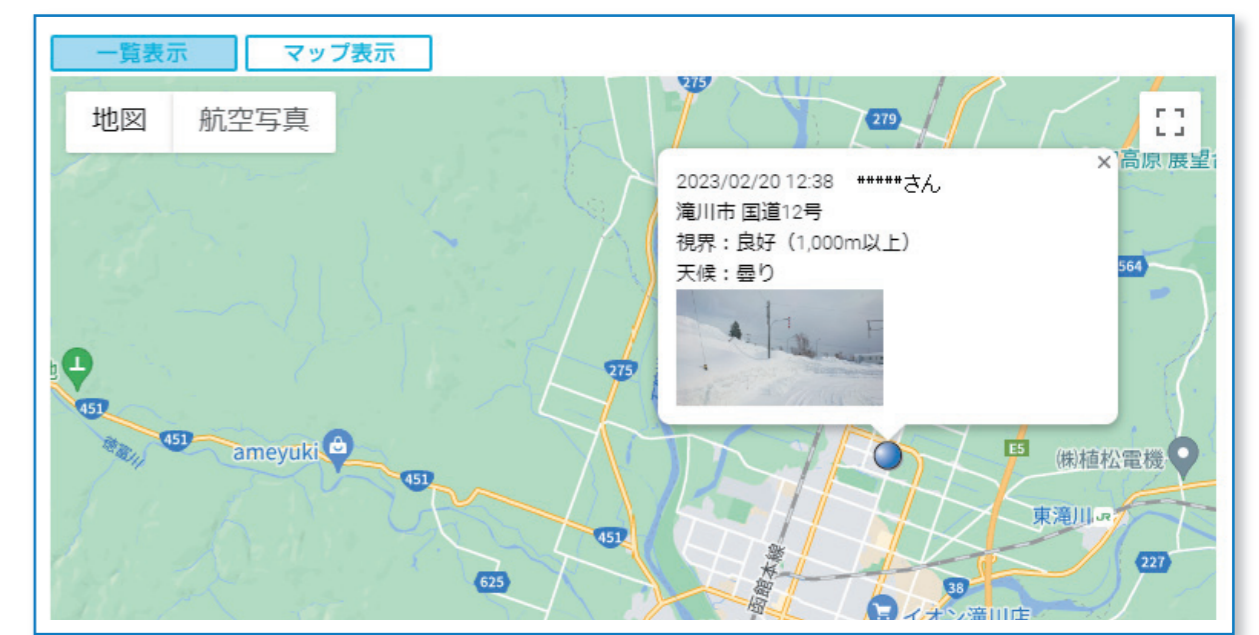 一覧表示
マップ表示
275
279
地図
航空写真
高原 展望
2023/02/20 12:38 *****さん
滝川市 国道12号
視界：良好（1,000m以上）
天候：曇り
564
275
451
徳富川
451
ameyuki
451
E5
㈱植松電機
東滝川
JR
451
函館本線
227
625
38
イオン滝川店